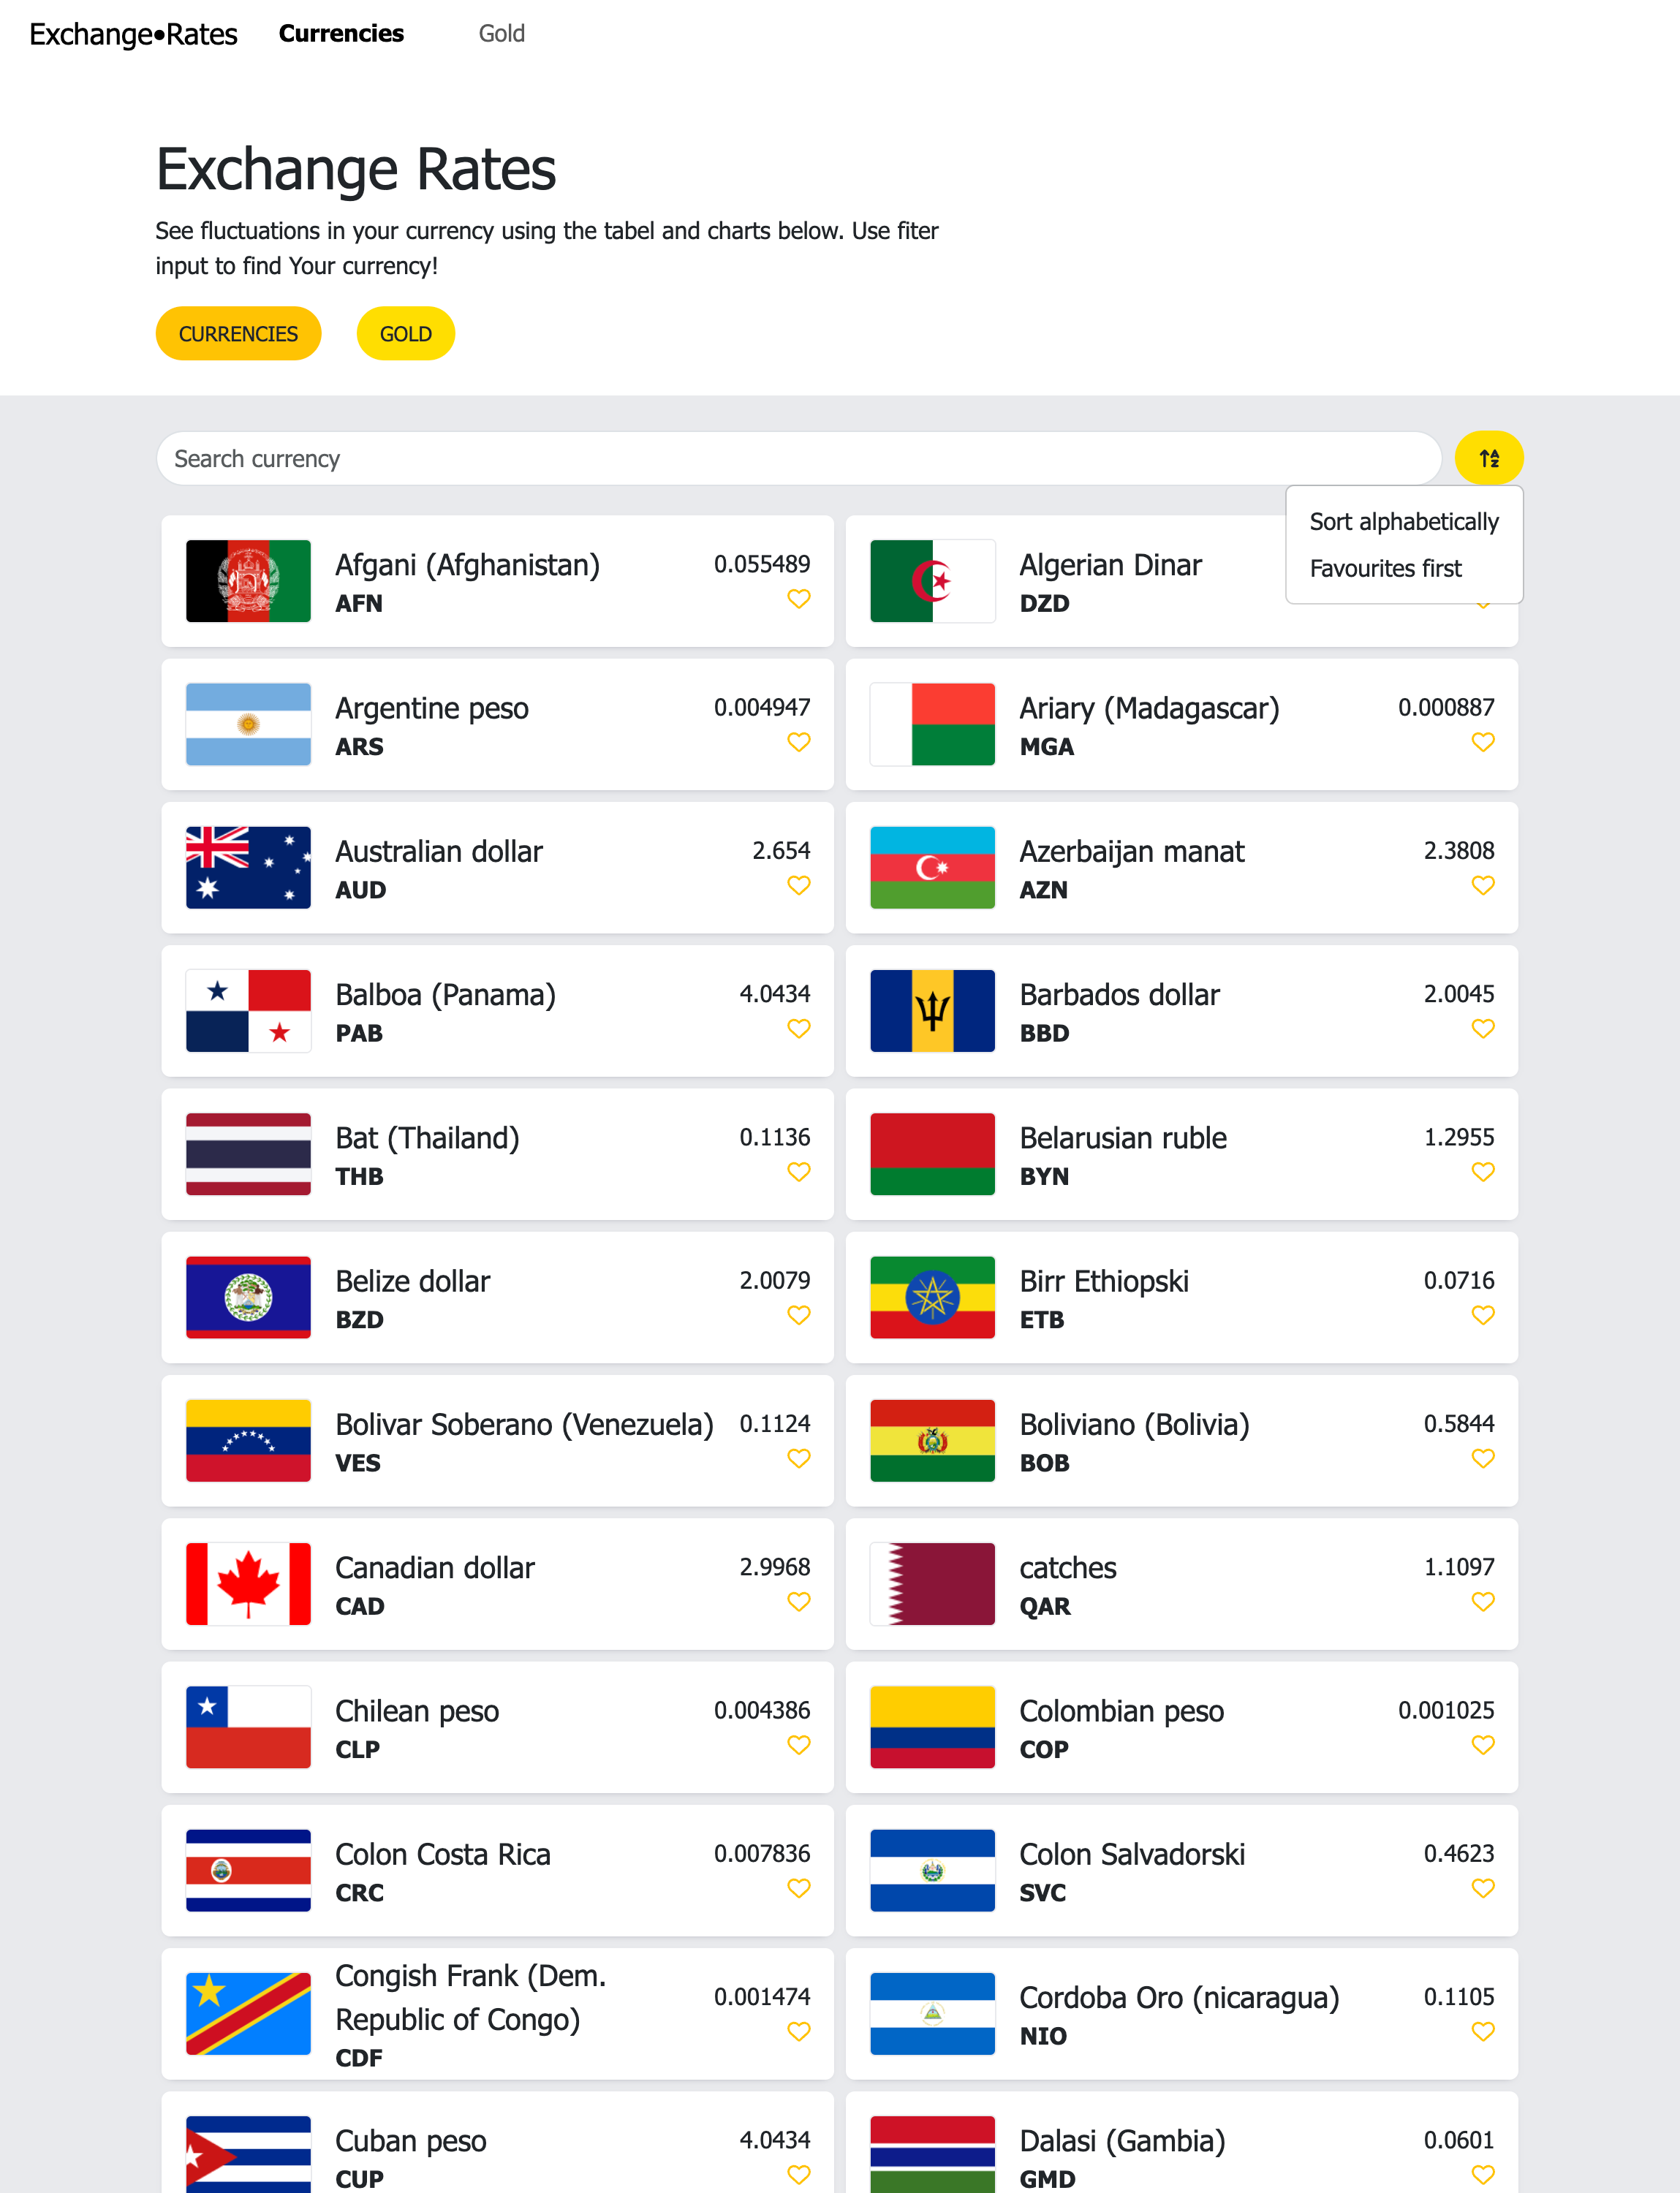 Exchange•Rates
Currencies
Gold
Exchange Rates
See fluctuations in your currency using the tabel and charts below. Use fiter
input to find Your currency!
CURRENCIES
GOLD
Search currency
Sort alphabetically
Favourites first
Afgani (Afghanistan)
0.055489
AFN
Algerian Dinar
DZD
Argentine peso
0.004947
ARS
Ariary (Madagascar)
0.000887
MGA
Australian dollar
2.654
AUD
Azerbaijan manat
2.3808
AZN
Balboa (Panama)
4.0434
PAB
Barbados dollar
2.0045
BBD
Bat (Thailand)
0.1136
THB
Belarusian ruble
1.2955
BYN
Belize dollar
2.0079
BZD
Birr Ethiopski
0.0716
ETB
Bolivar Soberano (Venezuela)
0.1124
VES
Boliviano (Bolivia)
0.5844
BOB
Canadian dollar
2.9968
CAD
catches
1.1097
QAR
Chilean peso
0.004386
CLP
Colombian peso
0.001025
COP
Colon Costa Rica
0.007836
CRC
Colon Salvadorski
0.4623
SVC
Congish Frank (Dem.
Republic of Congo)
0.001474
CDF
Cordoba Oro (nicaragua)
0.1105
NIO
Cuban peso
4.0434
CUP
Dalasi (Gambia)
0.0601
GMD